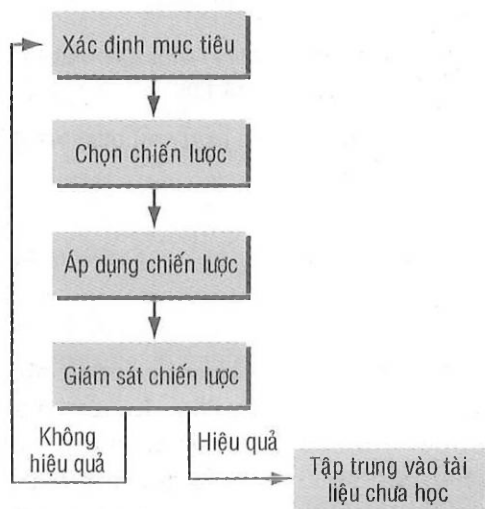 Xác định mục tiêu
Chọn chiến lược
Áp dụng chiến lược
Giám sát chiến lược
Không
hiệu quả
Hiệu quả
Tập trung vào tài
liệu chưa học